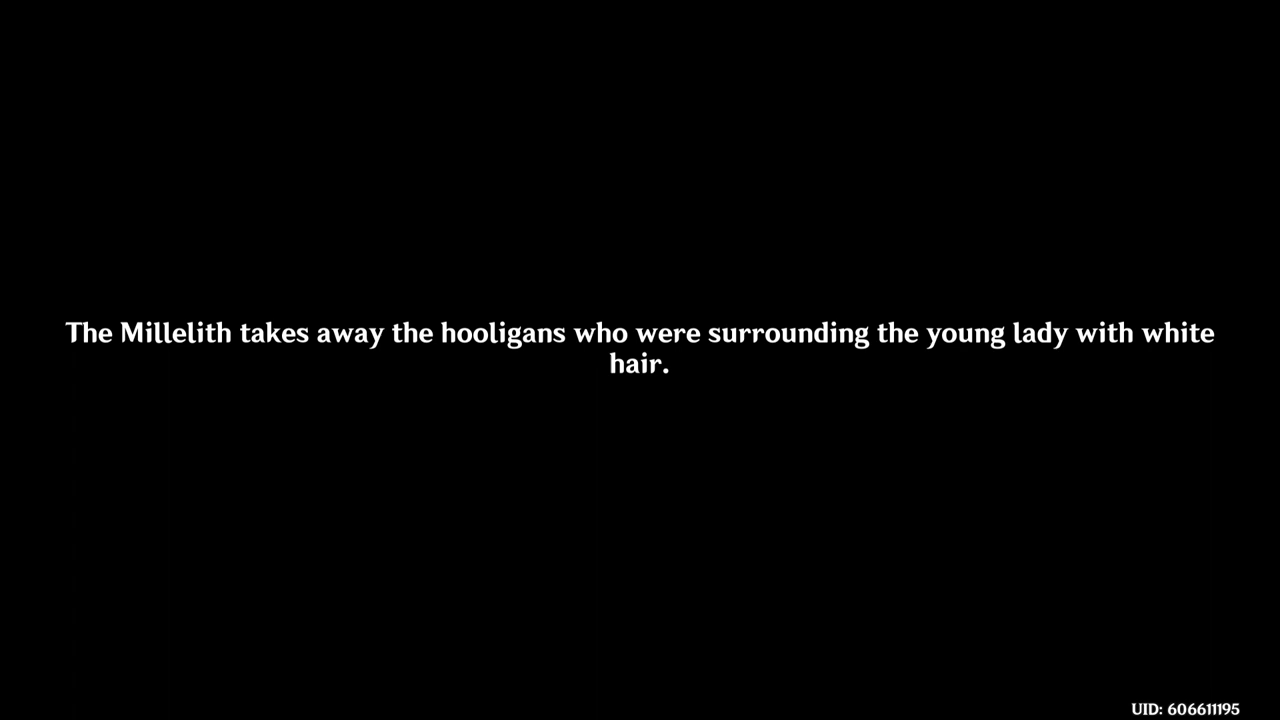 The Millelith takes away the hooligans who were surrounding the young lady with white
hair.
UID: 606611195